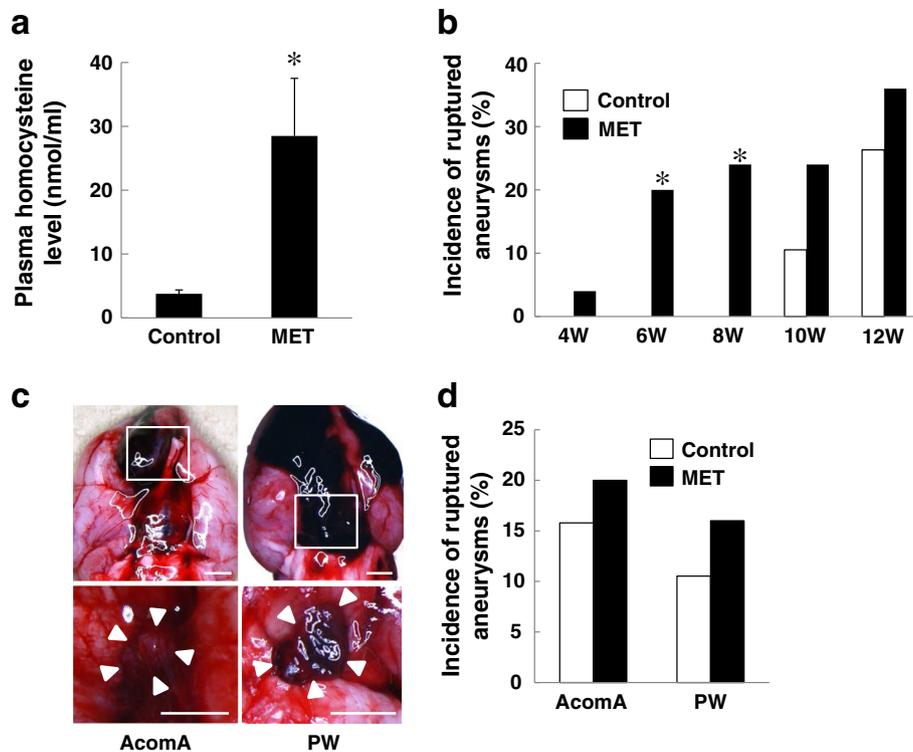 a
Plasma homocysteine
level (nmol/ml)
40
30
20
10
0
*
Control
MET
b
Incidence of ruptured
aneurysms (%)
40
30
20
10
0
Control
MET
*
*
4W
6W
8W
10W
12W
c
AcomA
PW
d
Incidence of ruptured
aneurysms (%)
25
20
15
10
5
0
Control
MET
AcomA
PW